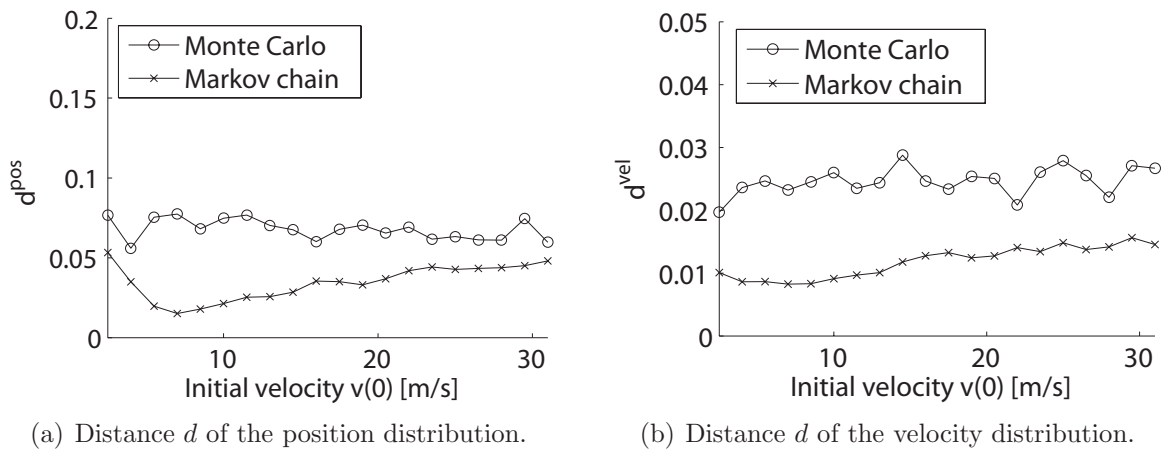 0.2
0.15
0.1
0.05
0
d^pos
Monte Carlo
Markov chain
10
20
30
Initial velocity v(0) [m/s]
(a) Distance d of the position distribution.
0.05
0.04
0.03
0.02
0.01
0
d^vel
Monte Carlo
Markov chain
10
20
30
Initial velocity v(0) [m/s]
(b) Distance d of the velocity distribution.